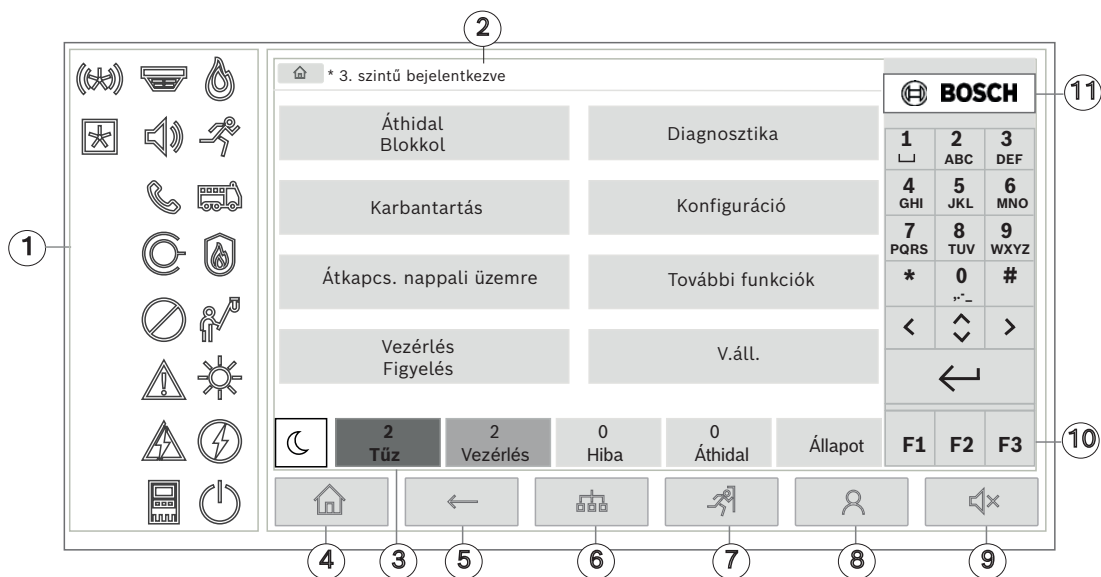 2
* 3. szintű bejelentkezve
BOSCH
11
Áthidal
Blokkol
Diagnosztika
1
2
ABC
3
DEF
Karbantartás
Konfiguráció
4
GHI
5
JKL
6
MNO
1
7
PQRS
8
TUV
9
WXYZ
Átkapcs. nappali üzemre
További funkciók
*
0
,.-_
#
<
>
Vezérlés
Figyelés
V.áll.
2
Tűz
2
Vezérlés
0
Hiba
0
Áthidal
Állapot
F1
F2
F3
10
4
3
5
6
7
8
9